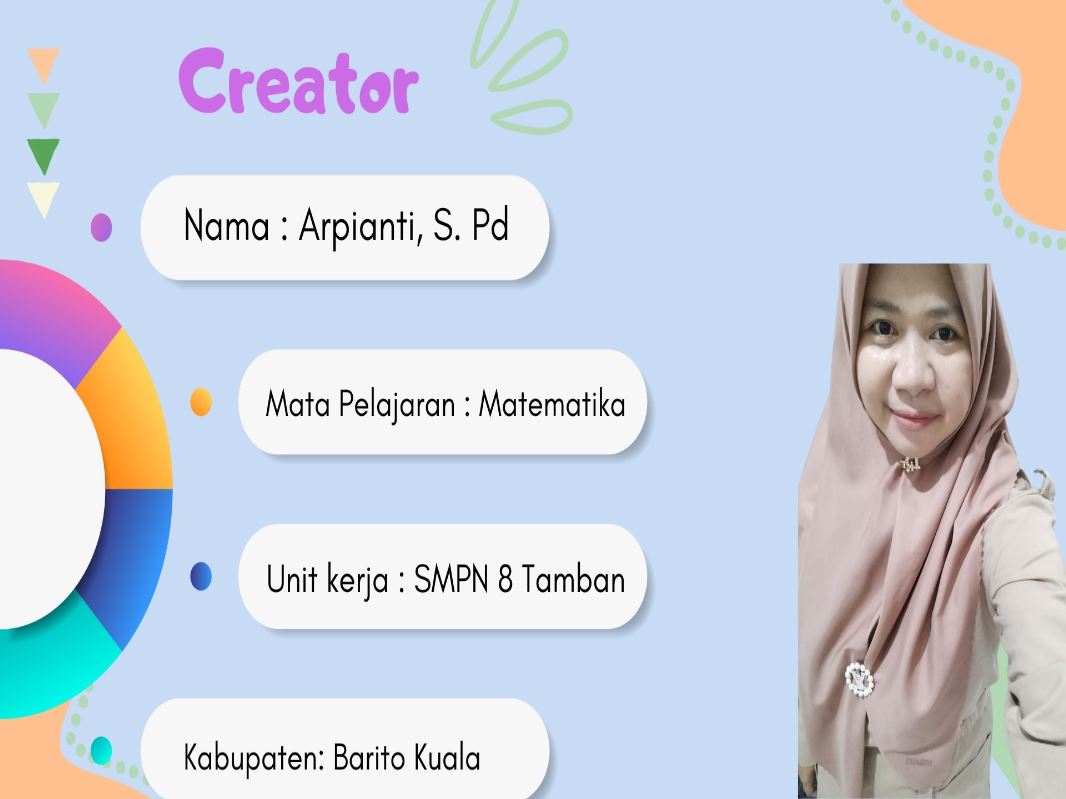 Creator
Nama : Arpianti, S. Pd
Mata Pelajaran : Matematika
Unit kerja : SMPN 8 Tamban
Kabupaten: Barito Kuala